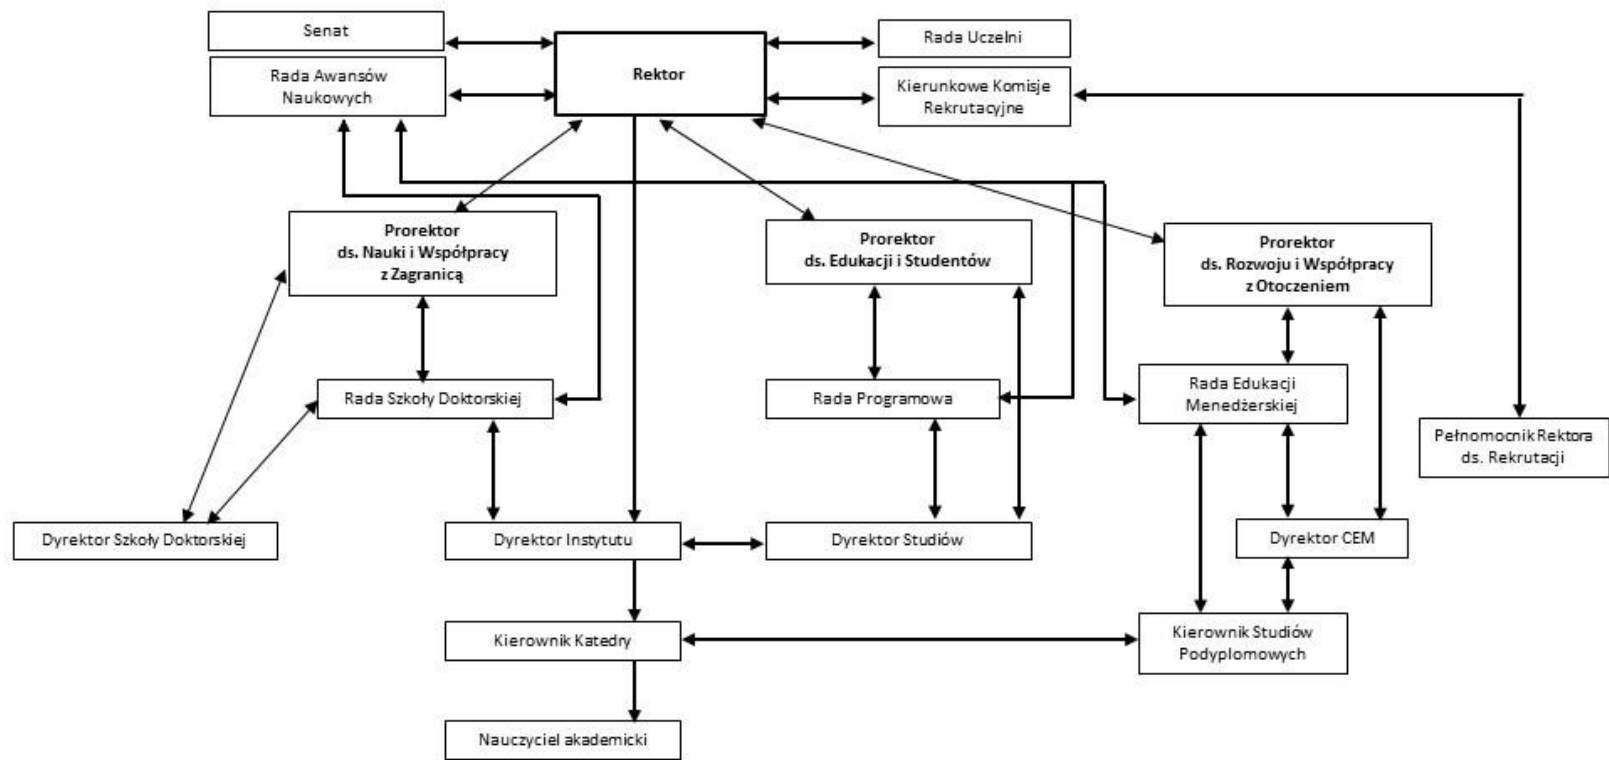 Senat
Rada Uczelni
Rektor
Rada Awansów
Naukowych
Kierunkowe Komisje
Rekrutacyjne
Prorektor
ds. Nauki i Współpracy
z Zagranicą
Prorektor
ds. Edukacji i Studentów
Prorektor
ds. Rozwoju i Współpracy
z Otoczeniem
Rada Szkoły Doktorskiej
Rada Programowa
Rada Edukacji
Menedżerskiej
Pełnomocnik Rektora
ds. Rekrutacji
Dyrektor Szkoły Doktorskiej
Dyrektor Instytutu
Dyrektor Studiów
Dyrektor CEM
Kierownik Katedry
Kierownik Studiów
Podyplomowych
Nauczyciel akademicki